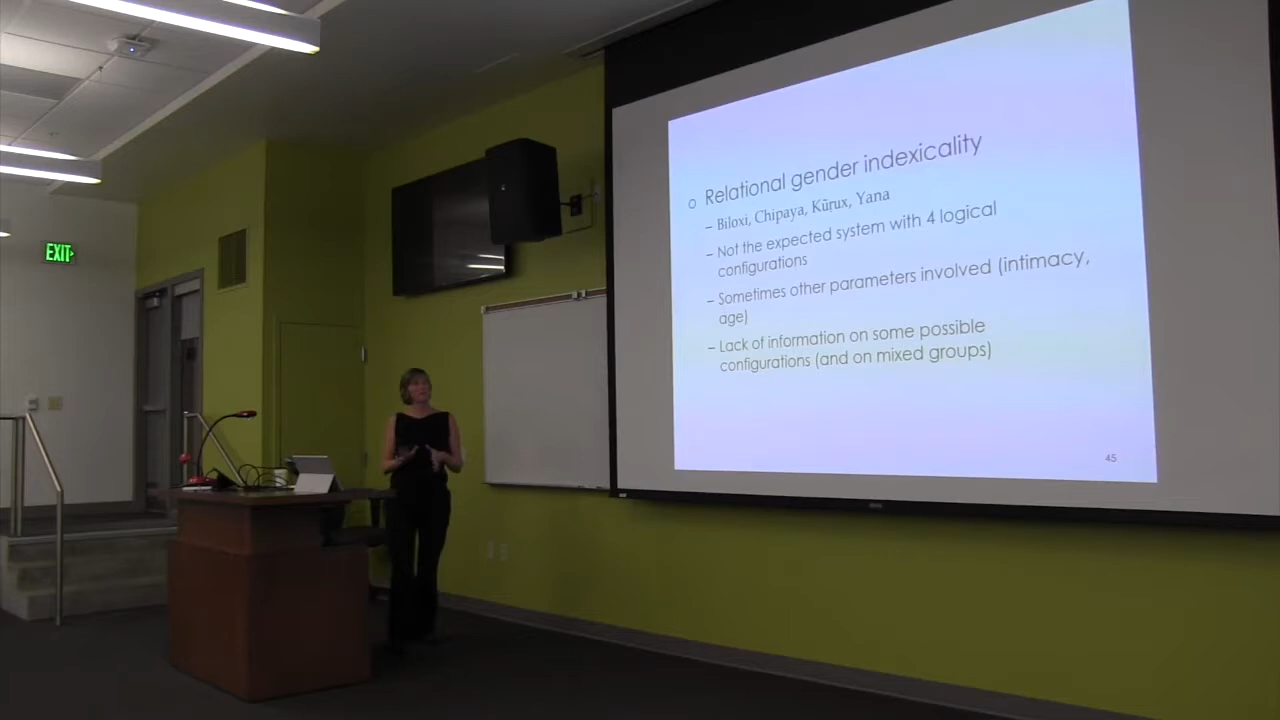 EXIT
o Relational gender indexicality
– Biloxi, Chipaya, Kūṛux, Yana
– Not the expected system with 4 logical
configurations
– Sometimes other parameters involved (intimacy,
age)
– Lack of information on some possible
configurations (and on mixed groups)
45